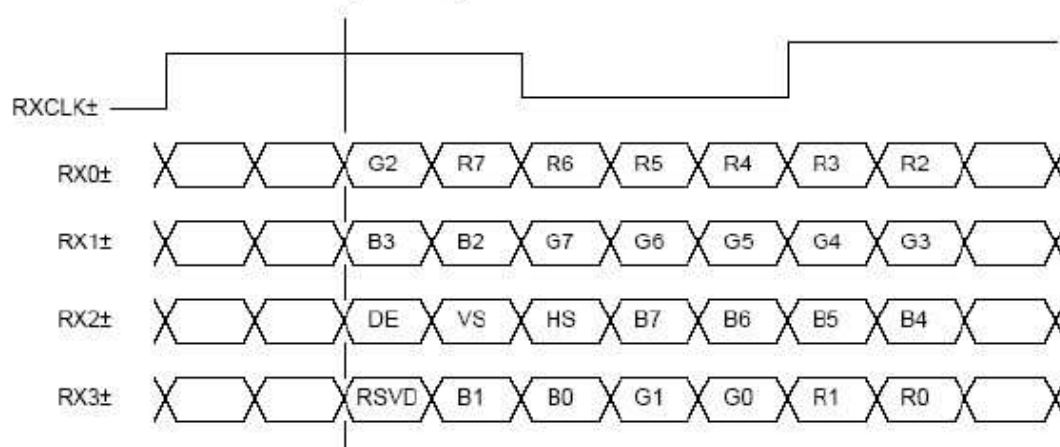 RXCLK±
RX0± G2 R7 R6 R5 R4 R3 R2
RX1± B3 B2 G7 G6 G5 G4 G3
RX2± DE VS HS B7 B6 B5 B4
RX3± RSVD B1 B0 G1 G0 R1 R0